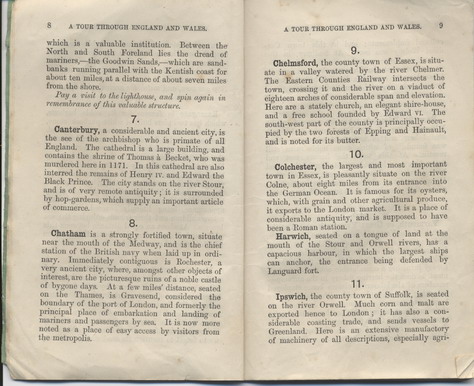 8 A TOUR THROUGH ENGLAND AND WALES.
which is a valuable institution. Between the
North and South Foreland lies the dread of
mariners,—the Goodwin Sands,—which are sand-
banks running parallel with the Kentish coast for
about ten miles, at a distance of about seven miles
from the shore.
Pay a visit to the lighthouse, and spin again in
remembrance of this valuable structure.
7.
Canterbury, a considerable and ancient city, is
the see of the archbishop who is primate of all
England. The cathedral is a large building, and
contains the shrine of Thomas à Becket, who was
murdered here in 1171. In this cathedral are also
interred the remains of Henry IV. and Edward the
Black Prince. The city stands on the river Stour,
and is of very remote antiquity; it is surrounded
by hop-gardens, which supply an important article
of commerce.
8.
Chatham is a strongly fortified town, situate
near the mouth of the Medway, and is the chief
station of the British navy when laid up in ordi-
nary. Immediately contiguous is Rochester, a
very ancient city, where, amongst other objects of
interest, are the picturesque ruins of a noble castle
of bygone days. At a few miles' distance, seated
on the Thames, is Gravesend, considered the
boundary of the port of London, and formerly the
principal place of embarkation and landing of
mariners and passengers by sea. It is now more
noted as a place of easy access by visitors from
the metropolis.
A TOUR THROUGH ENGLAND AND WALES. 9
9.
Chelmsford, the county town of Essex, is situ-
ate in a valley watered by the river Chelmer.
The Eastern Counties Railway intersects the
town, crossing it and the river on a viaduct of
eighteen arches of considerable span and elevation.
Here are a stately church, an elegant shire-house,
and a free school founded by Edward VI. The
south-west part of the county is principally occu-
pied by the two forests of Epping and Hainault,
and is noted for its butter.
10.
Colchester, the largest and most important
town in Essex, is pleasantly situate on the river
Colne, about eight miles from its entrance into
the German Ocean. It is famous for its oysters,
which, with grain and other agricultural produce,
it exports to the London market. It is a place of
considerable antiquity, and is supposed to have
been a Roman station.
Harwich, seated on a tongue of land at the
mouth of the Stour and Orwell rivers, has a
capacious harbour, in which the largest ships
can anchor, the entrance being defended by
Languard fort.
11.
Ipswich, the county town of Suffolk, is seated
on the river Orwell. Much corn and malt are
exported hence to London; it has also a con-
siderable coasting trade, and sends vessels to
Greenland. Here is an extensive manufactory
of machinery of all descriptions, especially agri-